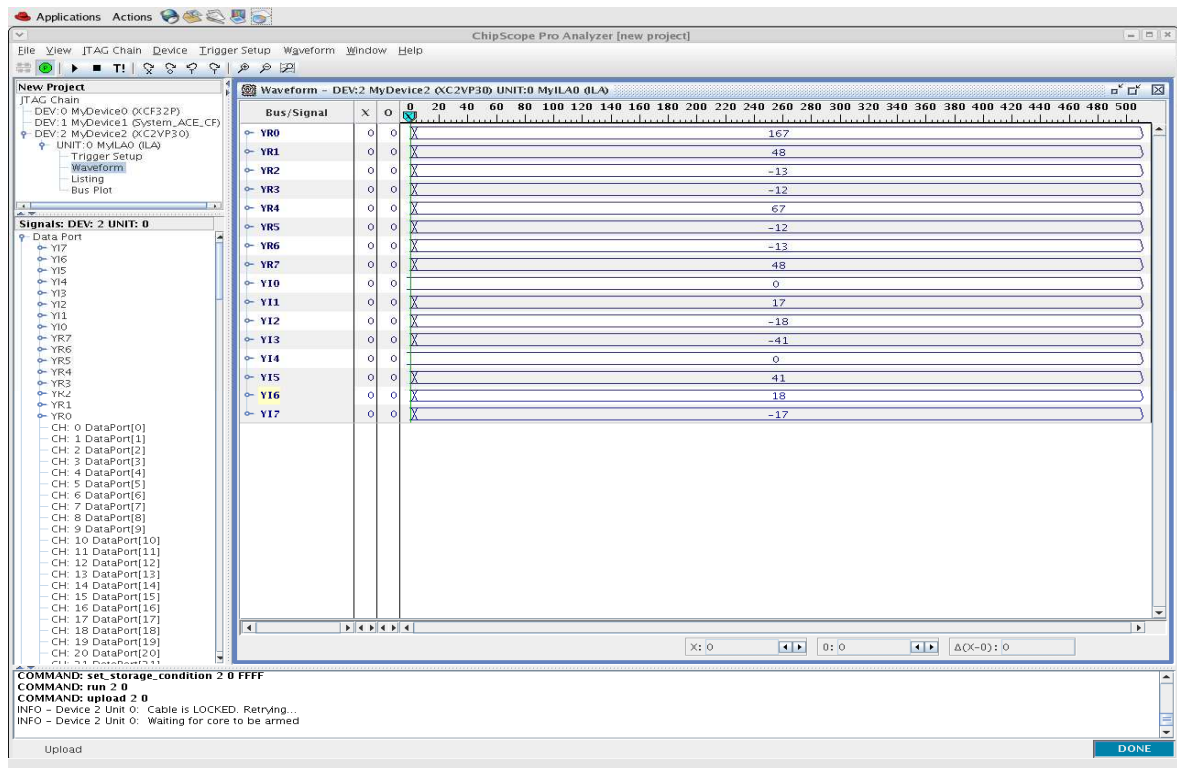 Applications Actions
ChipScope Pro Analyzer [new project]
File View JTAG Chain Device Trigger Setup Waveform Window Help
T!
New Project
JTAG Chain
DEV:0 MyDevice0 (XCF32P)
DEV:1 MyDevice1 (System_ACE_CF)
DEV:2 MyDevice2 (XC2VP30)
UNIT:0 MyILA0 (ILA)
Trigger Setup
Waveform
Listing
Bus Plot
Signals: DEV: 2 UNIT: 0
Data Port
YI7
YI6
YI5
YI4
YI3
YI2
YI1
YI0
YR7
YR6
YR5
YR4
YR3
YR2
YR1
YR0
CH: 0 DataPort[0]
CH: 1 DataPort[1]
CH: 2 DataPort[2]
CH: 3 DataPort[3]
CH: 4 DataPort[4]
CH: 5 DataPort[5]
CH: 6 DataPort[6]
CH: 7 DataPort[7]
CH: 8 DataPort[8]
CH: 9 DataPort[9]
CH: 10 DataPort[10]
CH: 11 DataPort[11]
CH: 12 DataPort[12]
CH: 13 DataPort[13]
CH: 14 DataPort[14]
CH: 15 DataPort[15]
CH: 16 DataPort[16]
CH: 17 DataPort[17]
CH: 18 DataPort[18]
CH: 19 DataPort[19]
CH: 20 DataPort[20]
CH: 21 DataPort[21]
Waveform - DEV:2 MyDevice2 (XC2VP30) UNIT:0 MyILA0 (ILA)
Bus/Signal X O 0 20 40 60 80 100 120 140 160 180 200 220 240 260 280 300 320 340 360 380 400 420 440 460 480 500
YR0 0 0 167
YR1 0 0 48
YR2 0 0 -13
YR3 0 0 -12
YR4 0 0 67
YR5 0 0 -12
YR6 0 0 -13
YR7 0 0 48
YI0 0 0 0
YI1 0 0 17
YI2 0 0 -18
YI3 0 0 -41
YI4 0 0 0
YI5 0 0 41
YI6 0 0 18
YI7 0 0 -17
X: 0 O: 0 Δ(X-O): 0
COMMAND: set_storage_condition 2 0 FFFF
COMMAND: run 2 0
COMMAND: upload 2 0
INFO - Device 2 Unit 0: Cable is LOCKED. Retrying...
INFO - Device 2 Unit 0: Waiting for core to be armed
Upload DONE